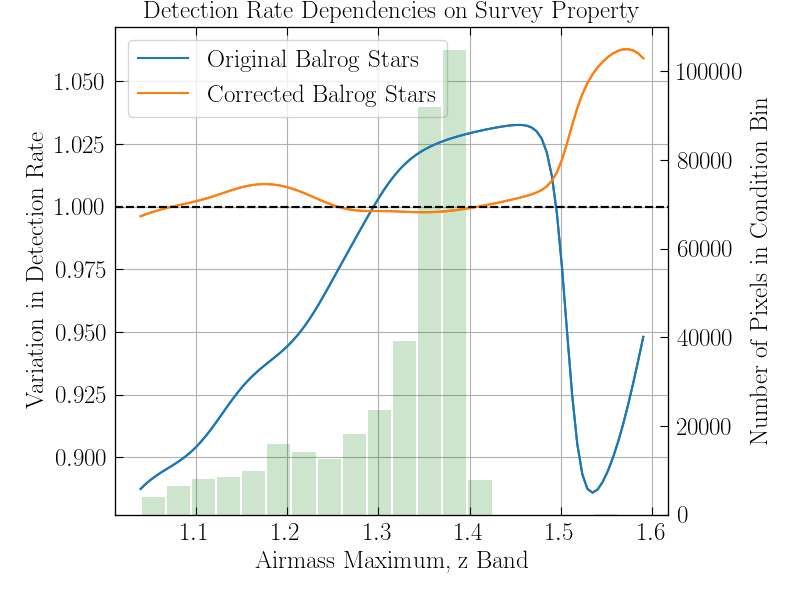 Detection Rate Dependencies on Survey Property
Original Balrog Stars
Corrected Balrog Stars
Variation in Detection Rate
1.050
1.025
1.000
0.975
0.950
0.925
0.900
100000
80000
60000
40000
20000
0
Number of Pixels in Condition Bin
1.1 1.2 1.3 1.4 1.5 1.6
Airmass Maximum, z Band